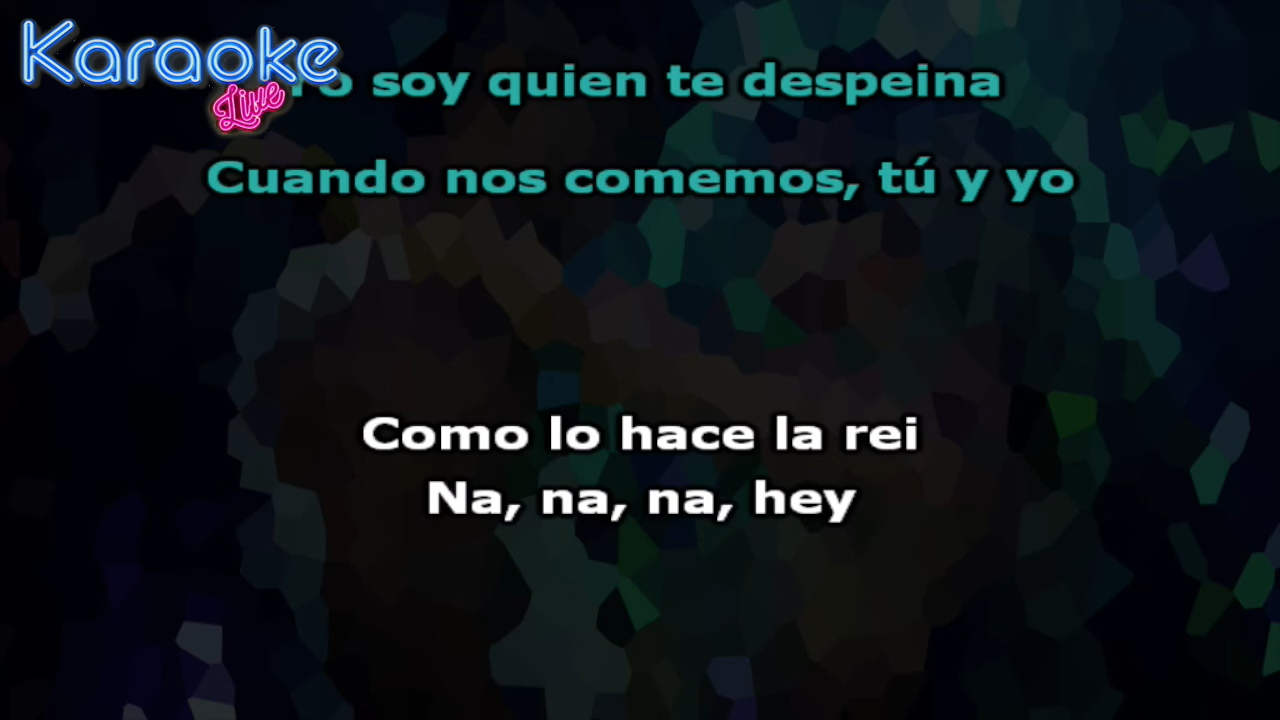 Karaoke
Live
Yo soy quien te despeina
Cuando nos comemos, tú y yo
Como lo hace la rei
Na, na, na, hey